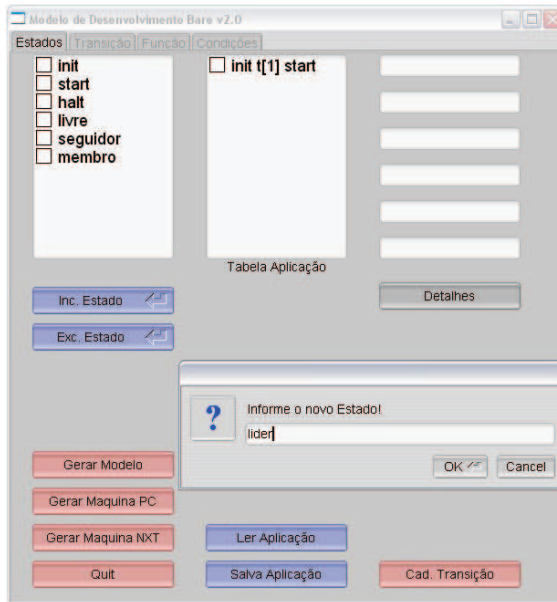 Modelo de Desenvolvimento Bare v2.0
Estados Transição Função Condições
init
start
halt
livre
seguidor
membro
init t[1] start
Tabela Aplicação
Inc. Estado
Detalhes
Exc. Estado
?
Informe o novo Estado!
lider
OK Cancel
Gerar Modelo
Gerar Maquina PC
Gerar Maquina NXT Ler Aplicação
Quit Salva Aplicação Cad. Transição